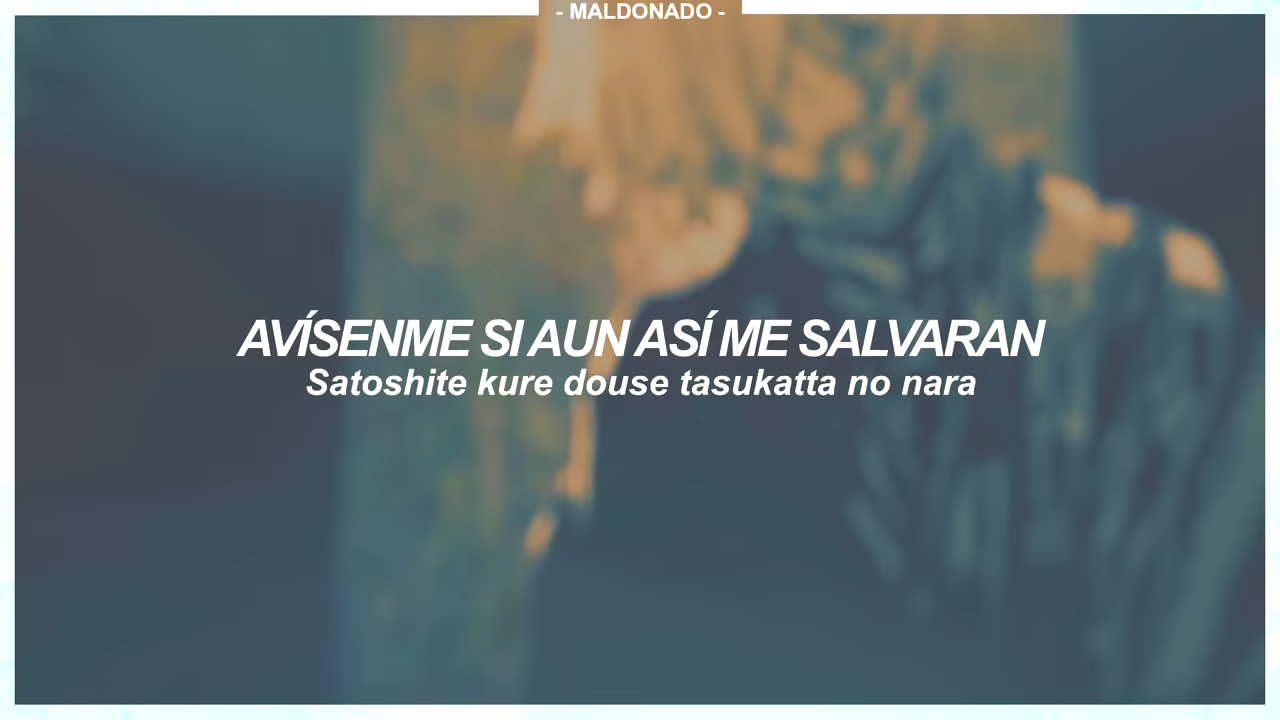 - MALDONADO -
AVÍSENME SI AUN ASÍ ME SALVARAN
Satoshite kure douse tasukatta no nara